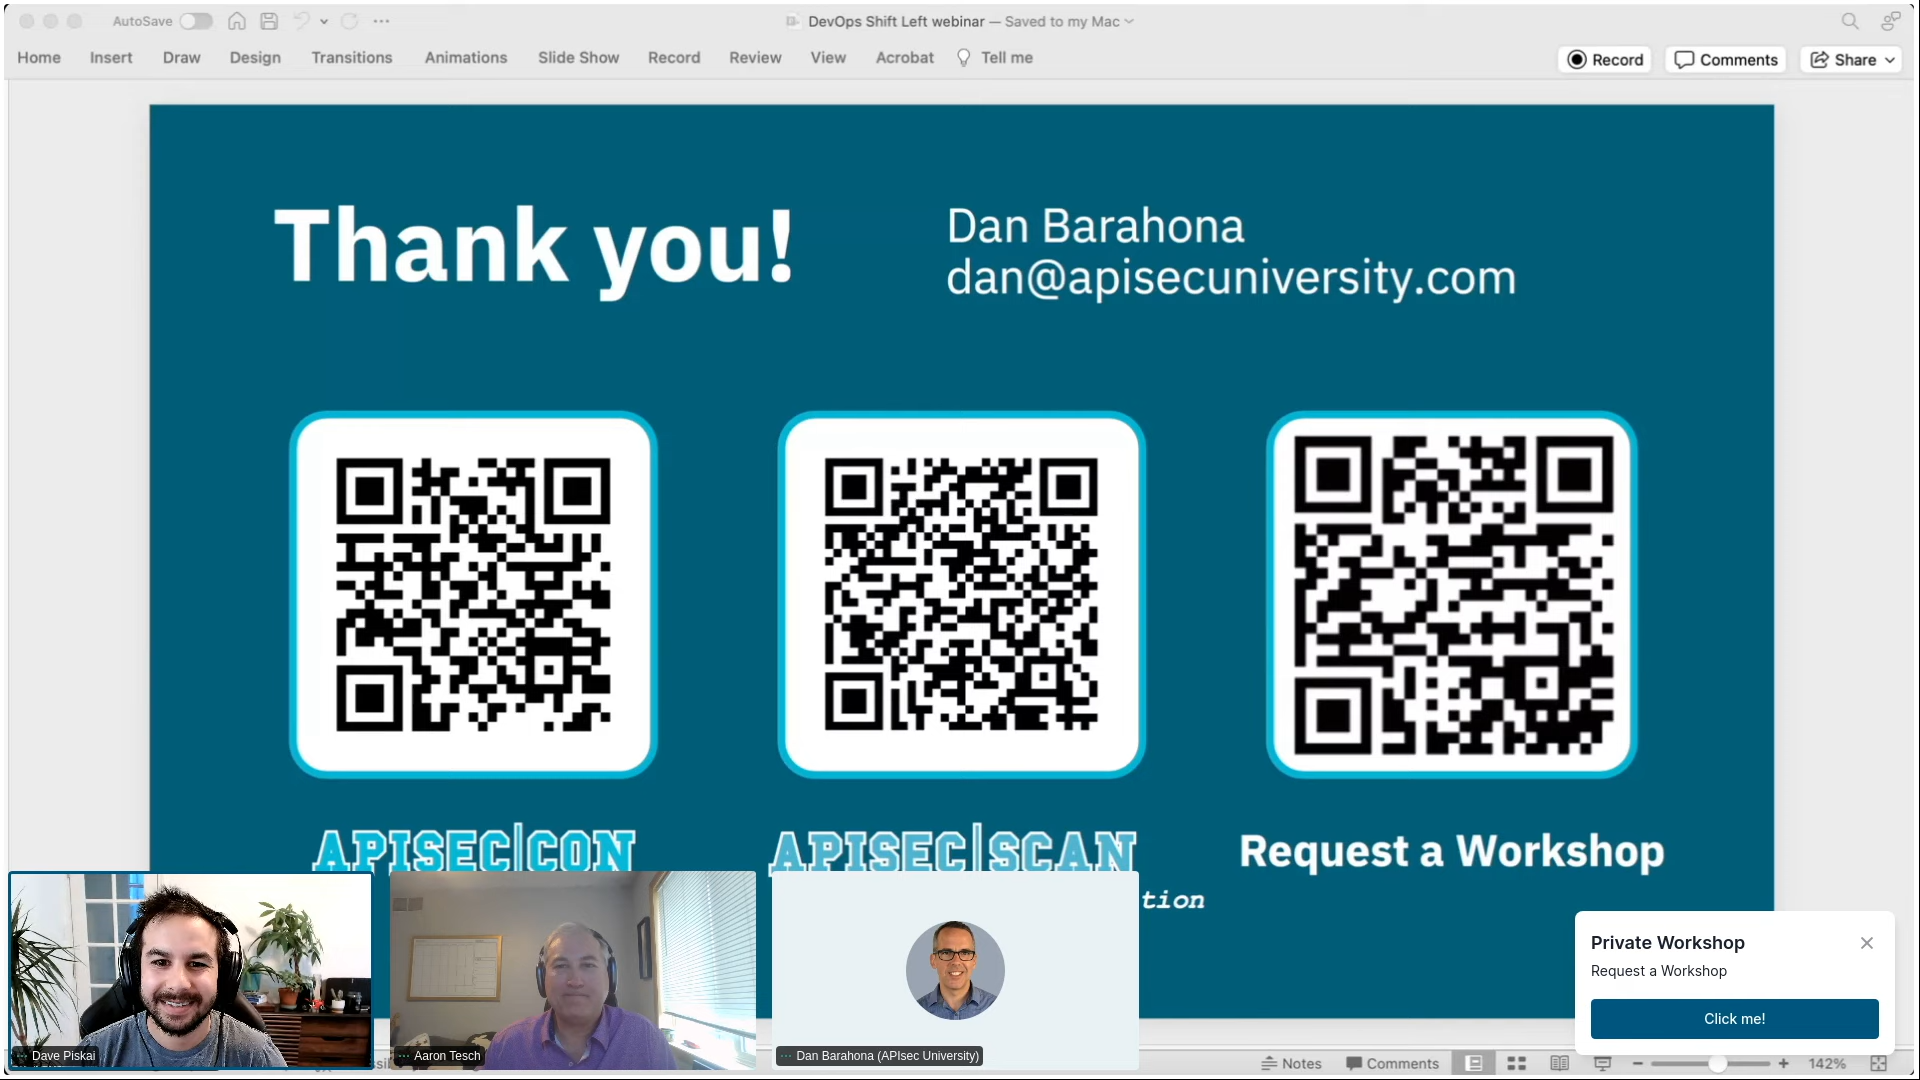 AutoSave
DevOps Shift Left webinar — Saved to my Mac
Home Insert Draw Design Transitions Animations Slide Show Record Review View Acrobat Tell me
Record Comments Share
Thank you!
Dan Barahona
dan@apisecuniversity.com
APISEC|CON
APISEC|SCAN
Request a Workshop
tion
Private Workshop
Request a Workshop
Click me!
Dave Piskai
Aaron Tesch
Dan Barahona (APIsec University)
Notes Comments 142%